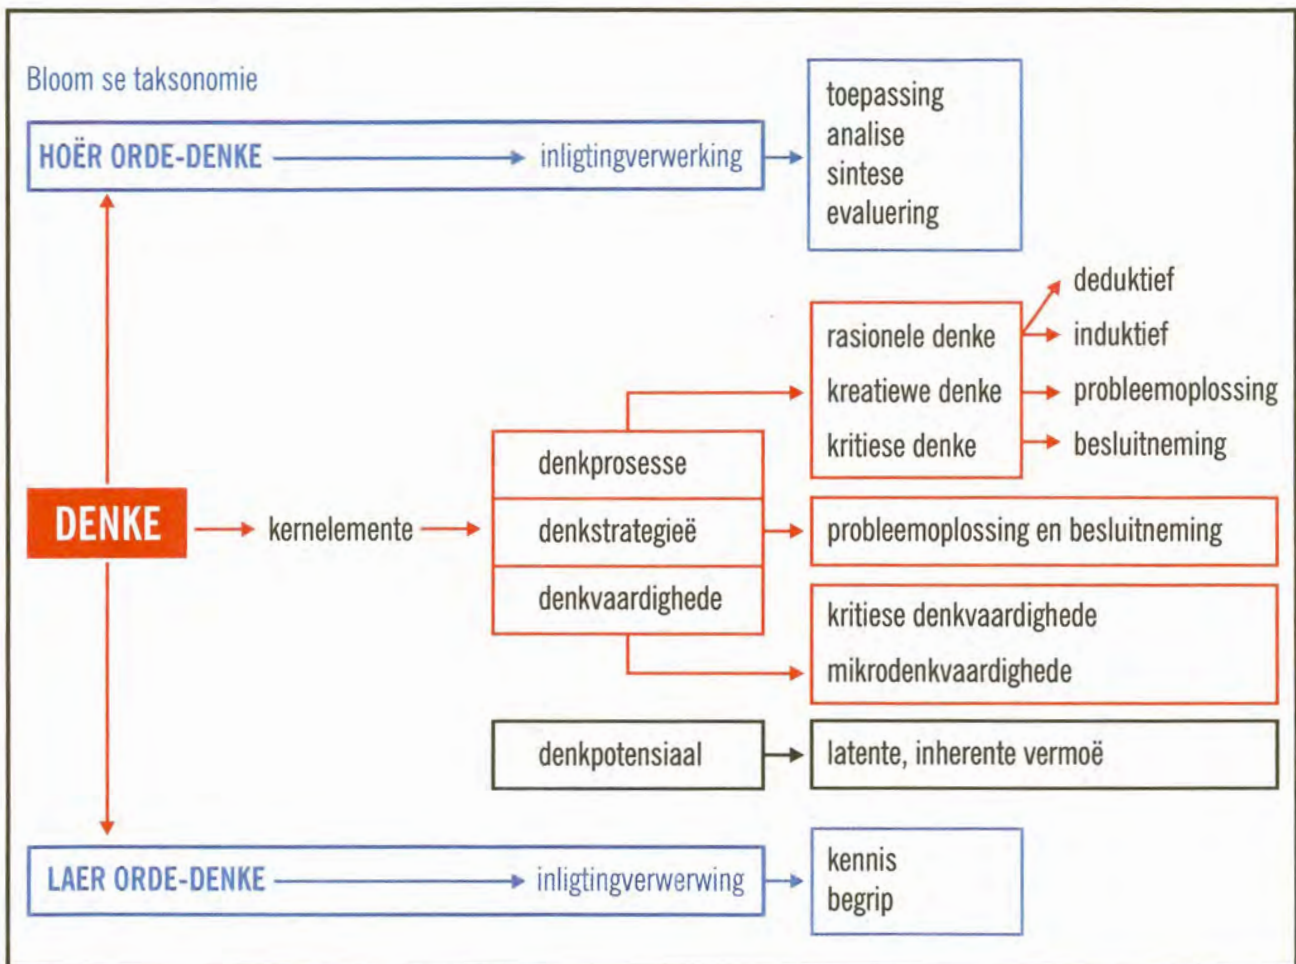 Bloom se taksonomie
HOËR ORDE-DENKE
inligtingverwerking
toepassing
analise
sintese
evaluering
rasionele denke
kreatiewe denke
kritiese denke
deduktief
induktief
probleemoplossing
besluitneming
DENKE
kernelemente
denkprosesse
denkstrategieë
denkvaardighede
probleemoplossing en besluitneming
kritiese denkvaardighede
mikrodenkvaardighede
denkpotensiaal
latente, inherente vermoë
LAER ORDE-DENKE
inligtingverwerwing
kennis
begrip